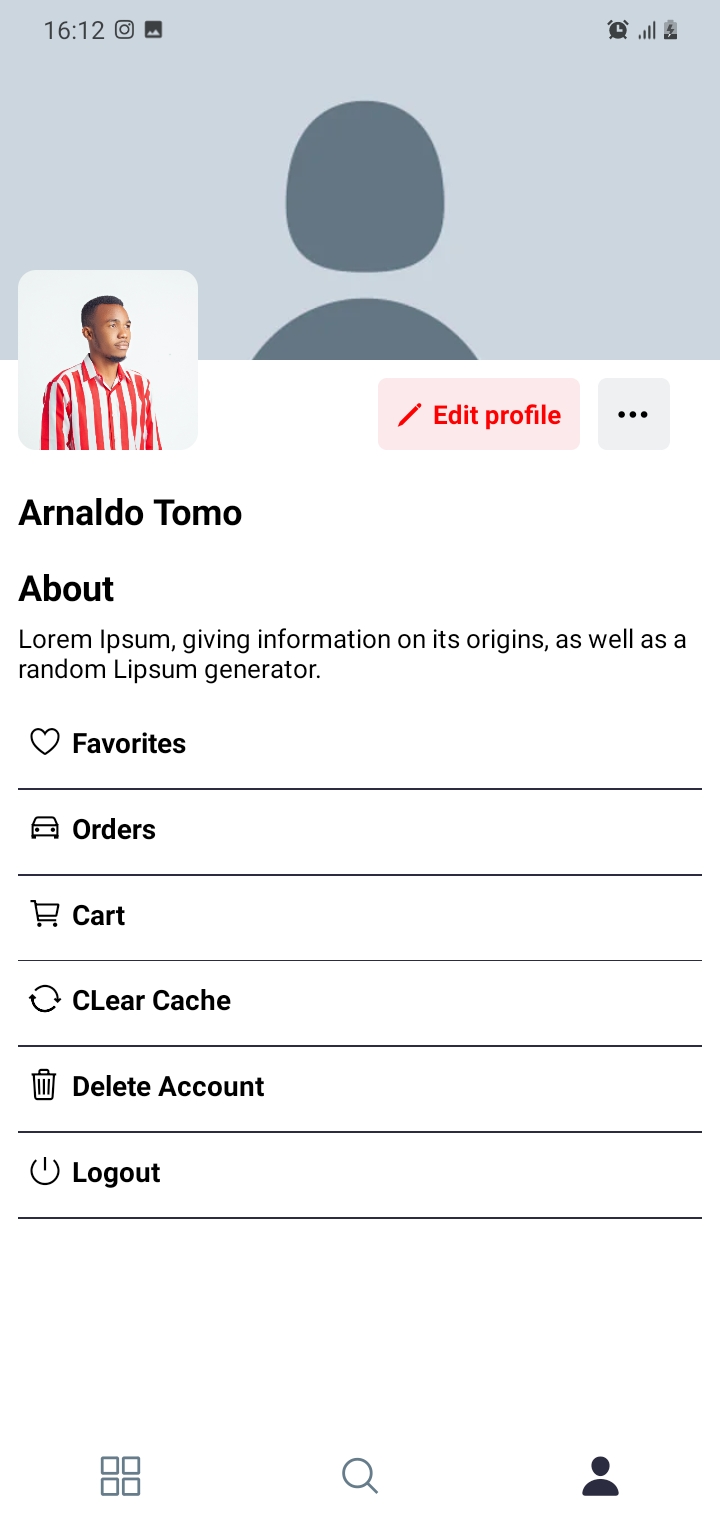 16:12
Edit profile
Arnaldo Tomo
About
Lorem Ipsum, giving information on its origins, as well as a
random Lipsum generator.
Favorites
Orders
Cart
CLear Cache
Delete Account
Logout